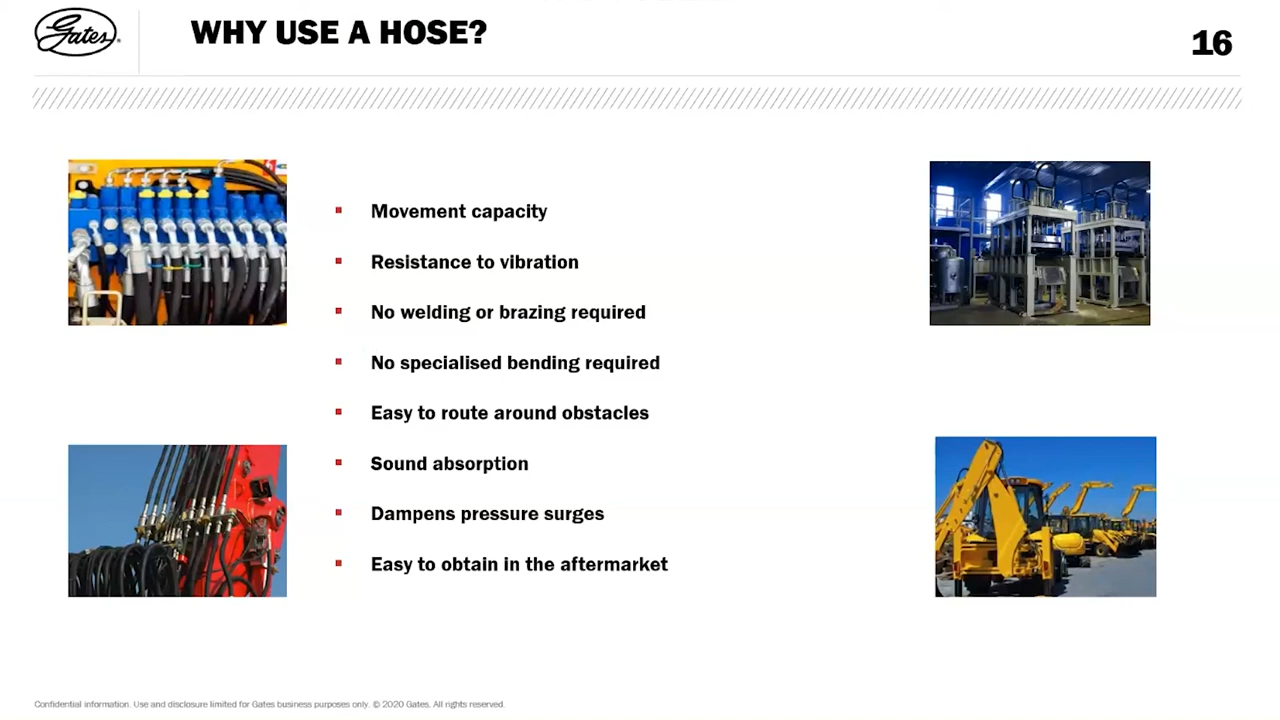 Gates
WHY USE A HOSE?
16
Movement capacity
Resistance to vibration
No welding or brazing required
No specialised bending required
Easy to route around obstacles
Sound absorption
Dampens pressure surges
Easy to obtain in the aftermarket
Confidential information. Use and disclosure limited for Gates business purposes only. © 2020 Gates. All rights reserved.